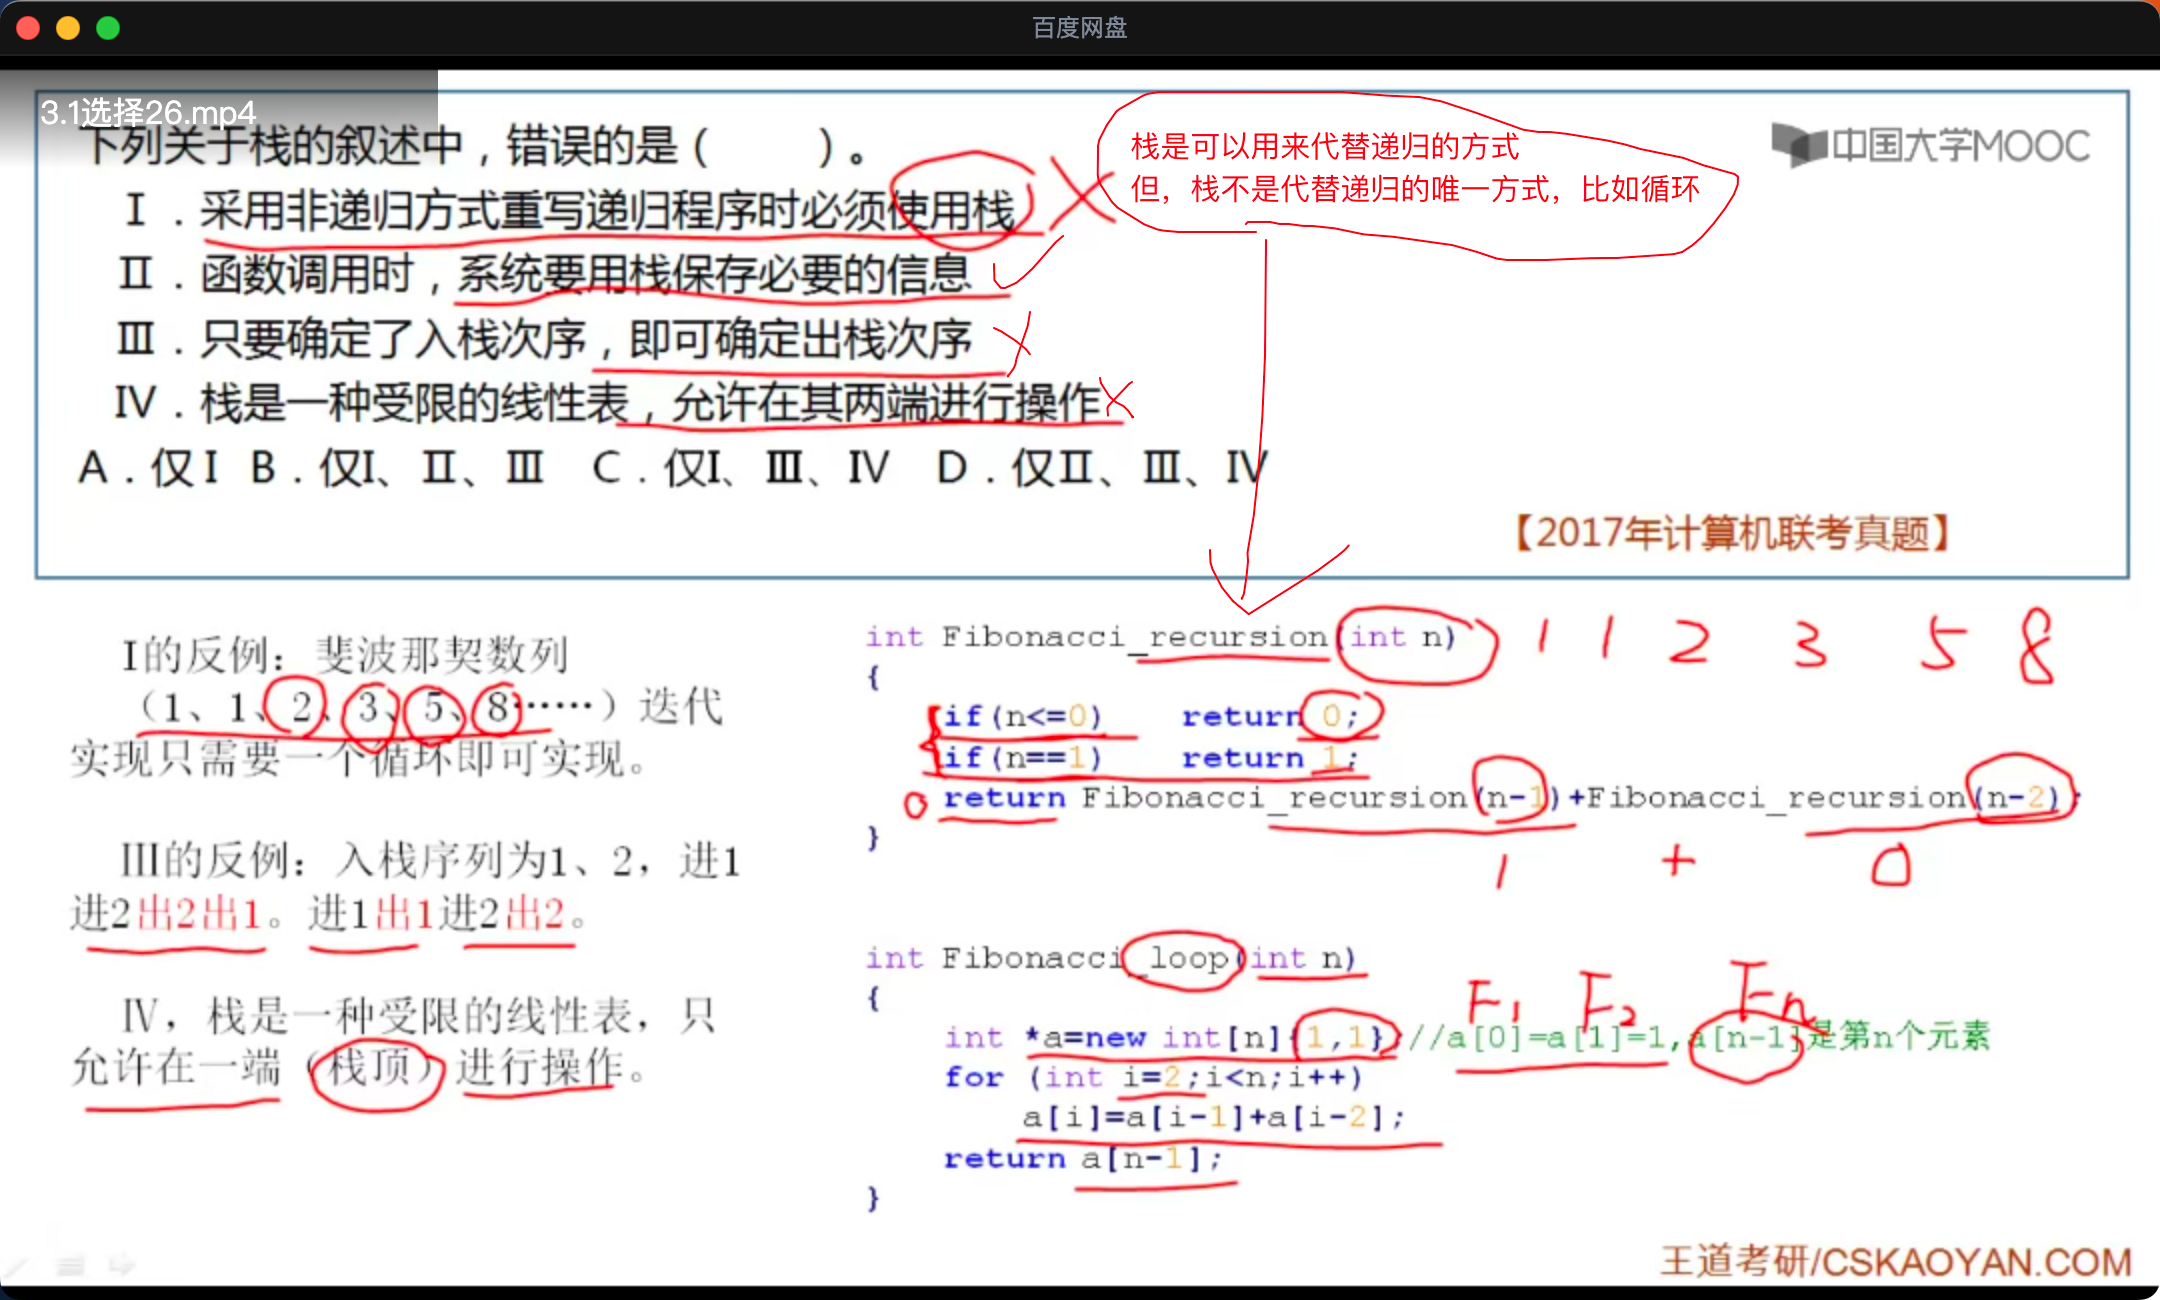 百度网盘
3.1选择26.mp4
下列关于栈的叙述中，错误的是（ ）。
Ⅰ．采用非递归方式重写递归程序时必须使用栈
Ⅱ．函数调用时，系统要用栈保存必要的信息
Ⅲ．只要确定了入栈次序，即可确定出栈次序
Ⅳ．栈是一种受限的线性表，允许在其两端进行操作
A．仅Ⅰ B．仅Ⅰ、Ⅱ、Ⅲ C．仅Ⅰ、Ⅲ、Ⅳ D．仅Ⅱ、Ⅲ、Ⅳ
栈是可以用来代替递归的方式
但，栈不是代替递归的唯一方式，比如循环
中国大学MOOC
【2017年计算机联考真题】
Ⅰ的反例：斐波那契数列
（1、1、2、3、5、8……）迭代
实现只需要一个循环即可实现。
Ⅲ的反例：入栈序列为1、2，进1
进2出2出1。进1出1进2出2。
Ⅳ，栈是一种受限的线性表，只
允许在一端（栈顶）进行操作。
int Fibonacci_recursion(int n)
1 1 2 3 5 8
{
if(n<=0) return 0;
if(n==1) return 1;
0 return Fibonacci_recursion(n-1)+Fibonacci_recursion(n-2);
}
1 + 0
int Fibonacci_loop(int n)
{
F1 F2 Fn
int *a=new int[n]{1,1};//a[0]=a[1]=1,a[n-1]是第n个元素
for (int i=2;i<n;i++)
a[i]=a[i-1]+a[i-2];
return a[n-1];
}
王道考研/CSKAOYAN.COM